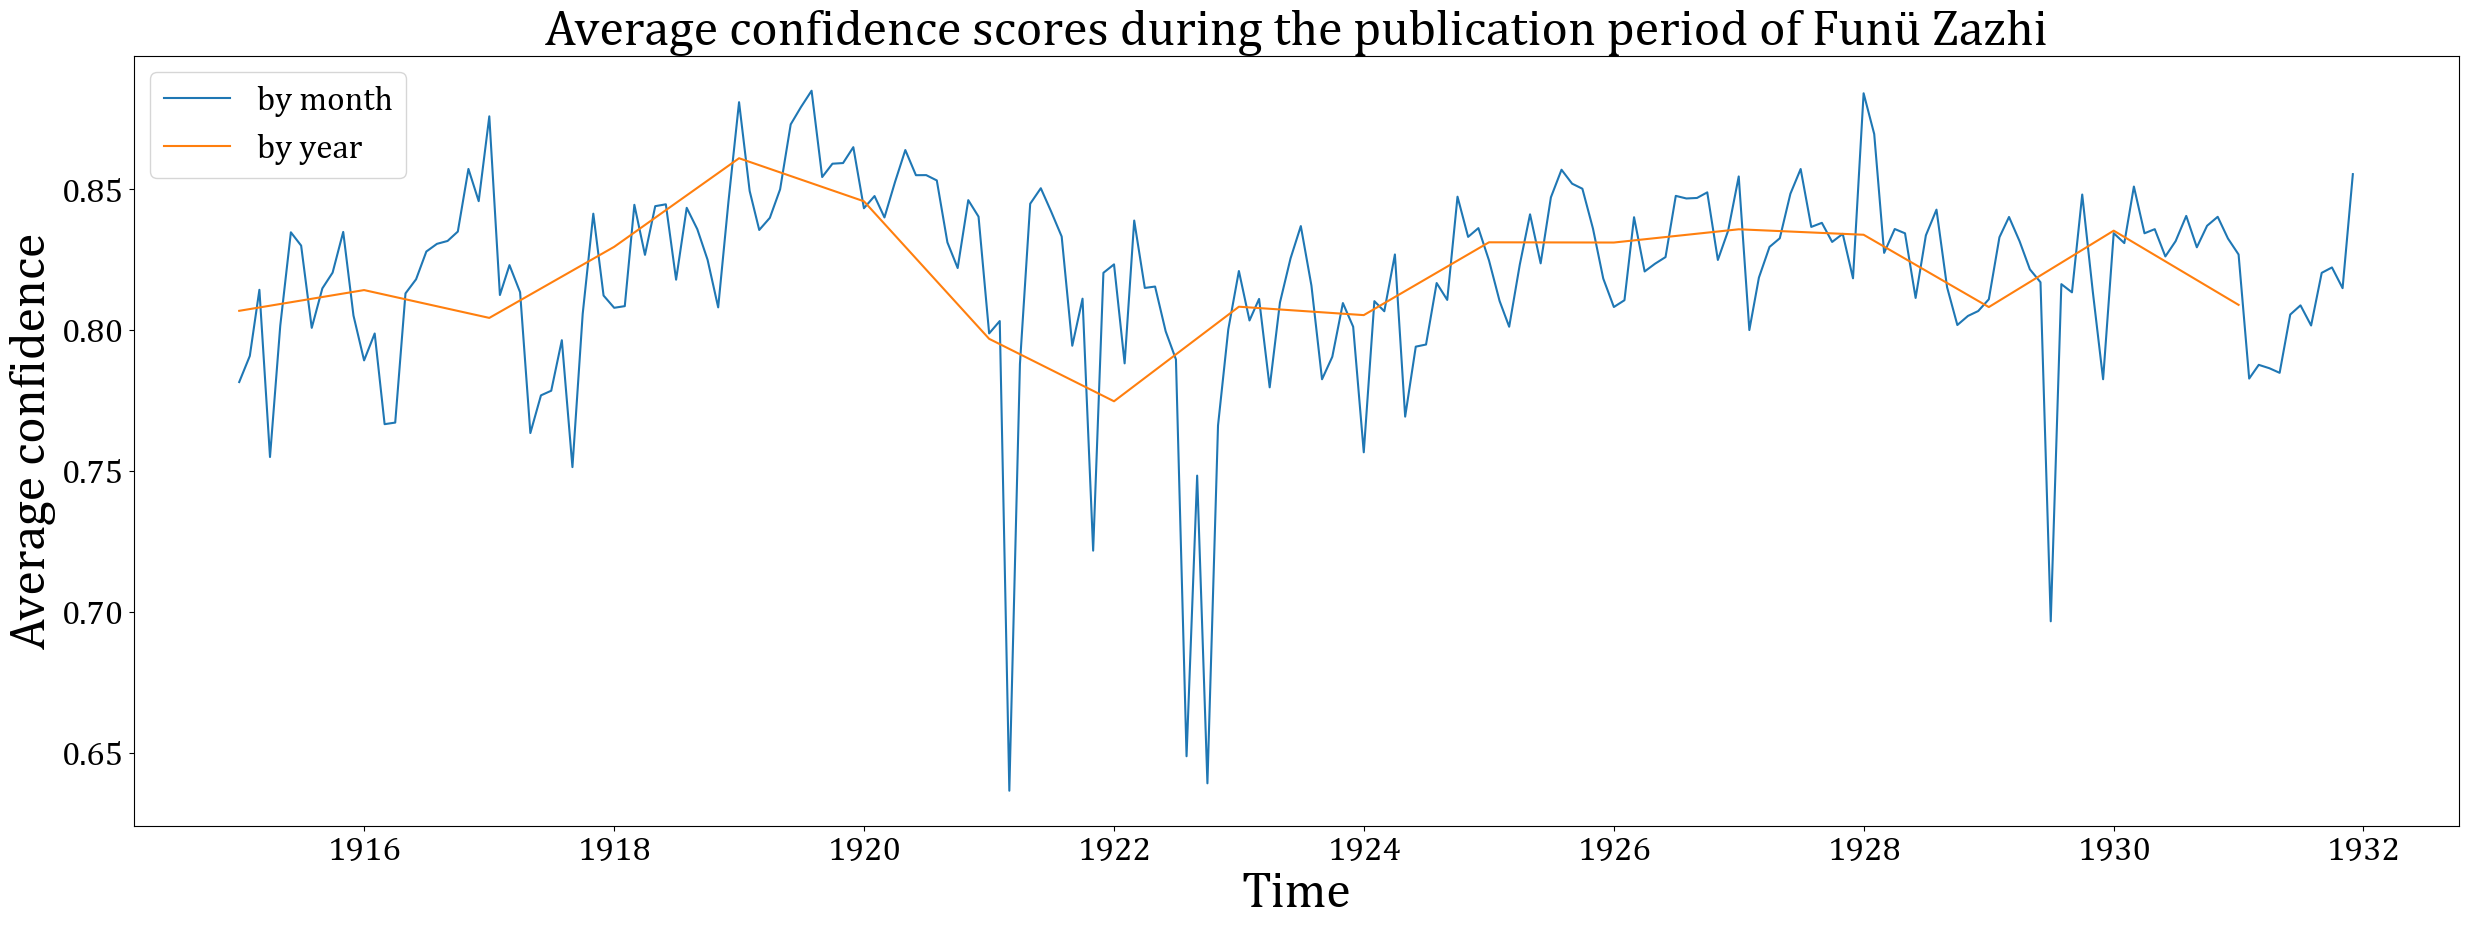 Average confidence scores during the publication period of Funü Zazhi
by month
by year
Average confidence
0.85
0.80
0.75
0.70
0.65
1916 1918 1920 1922 1924 1926 1928 1930 1932
Time